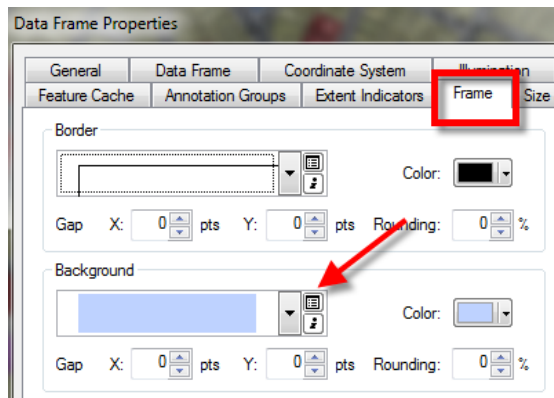 Data Frame Properties
General Data Frame Coordinate System Illumination
Feature Cache Annotation Groups Extent Indicators Frame Size
Border
Color:
Gap X: 0 pts Y: 0 pts Rounding: 0 %
Background
Color:
Gap X: 0 pts Y: 0 pts Rounding: 0 %